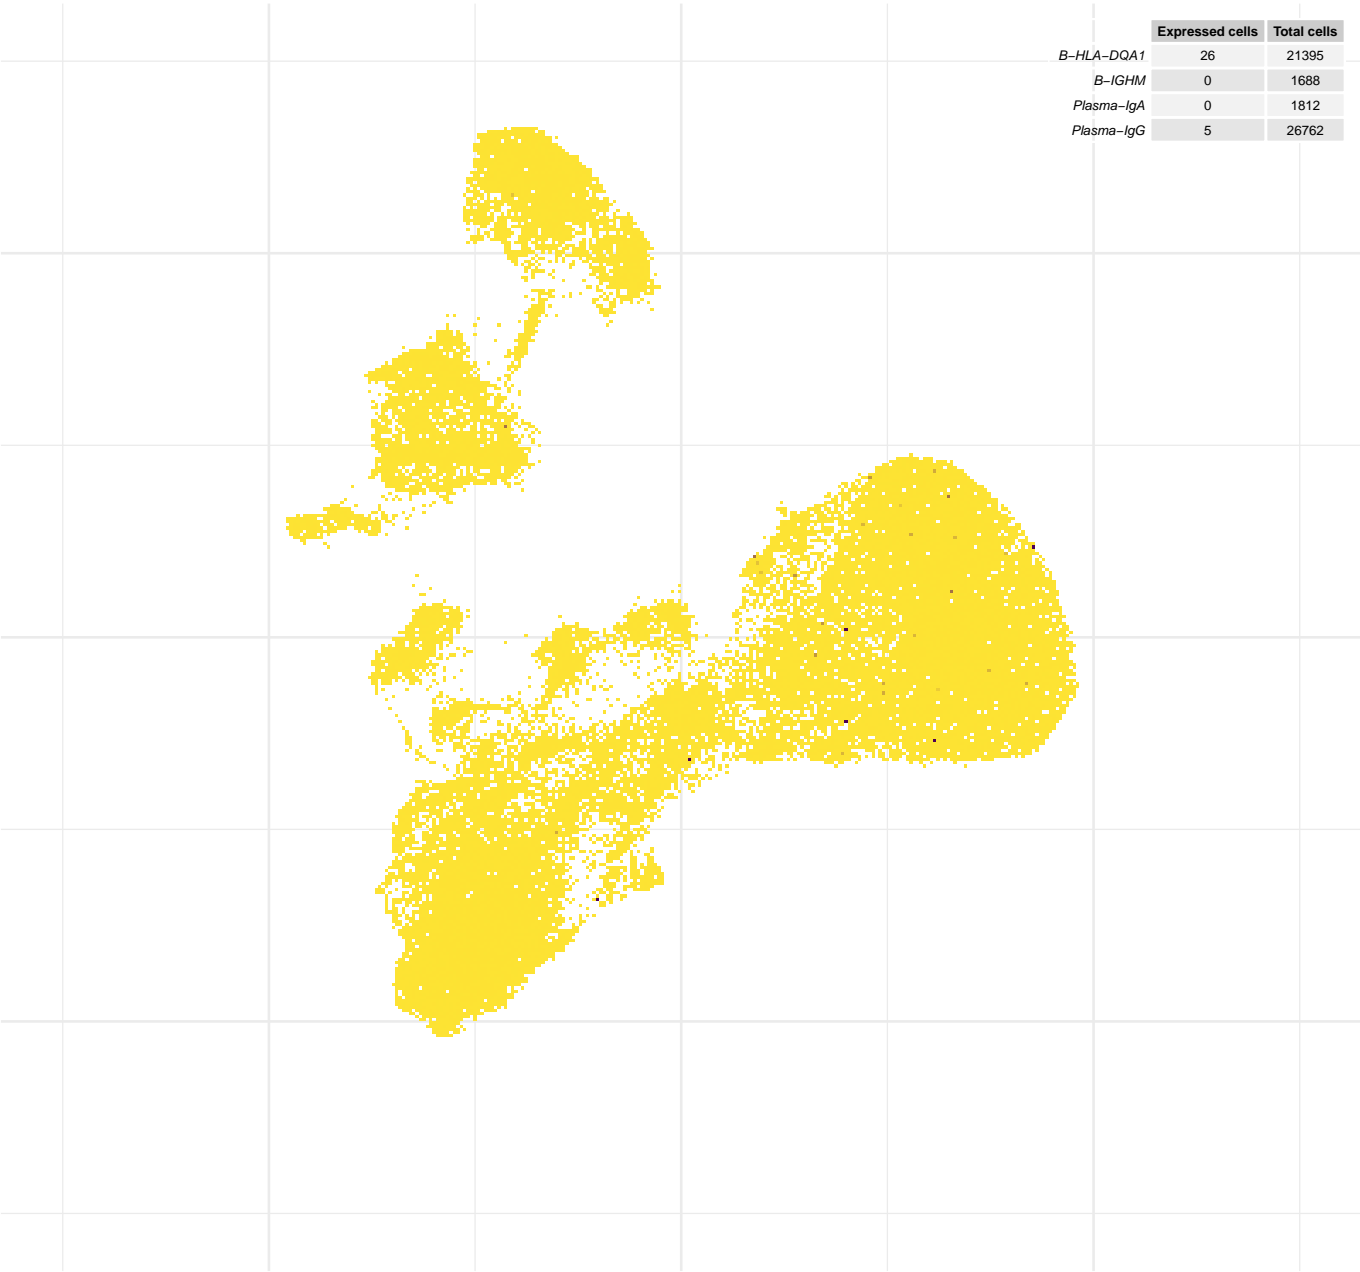 Expressed cells Total cells
B−HLA−DQA1 26 21395
B−IGHM 0 1688
Plasma−IgA 0 1812
Plasma−IgG 5 26762